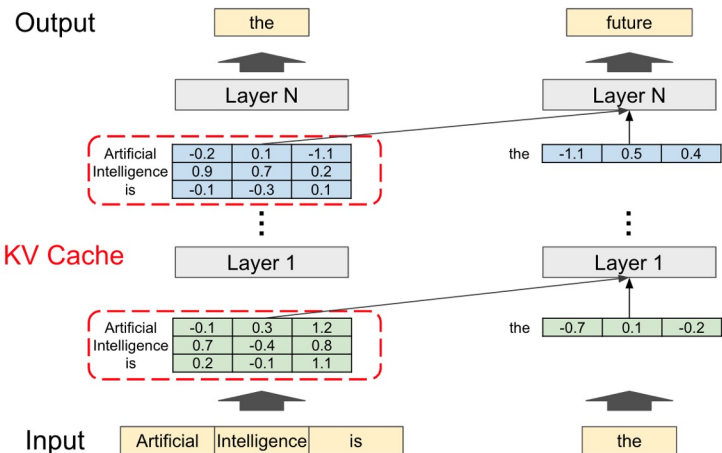 Output
the
future
Layer N
Layer N
Artificial -0.2 0.1 -1.1
Intelligence 0.9 0.7 0.2
is -0.1 -0.3 0.1
the -1.1 0.5 0.4
KV Cache
Layer 1
Layer 1
Artificial -0.1 0.3 1.2
Intelligence 0.7 -0.4 0.8
is 0.2 -0.1 1.1
the -0.7 0.1 -0.2
Input
Artificial Intelligence is
the